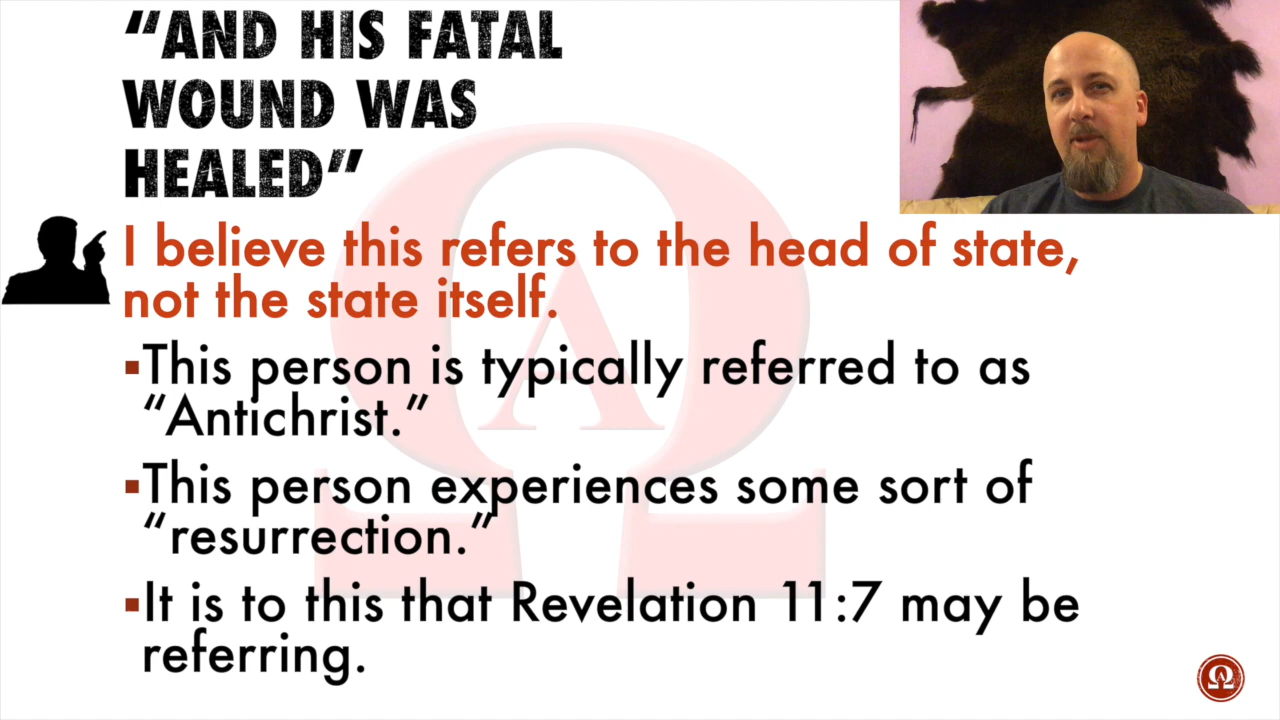 “AND HIS FATAL
WOUND WAS
HEALED”
I believe this refers to the head of state,
not the state itself.
▪This person is typically referred to as
“Antichrist.”
▪This person experiences some sort of
“resurrection.”
▪It is to this that Revelation 11:7 may be
referring.
ΑΩ
ΑΩ